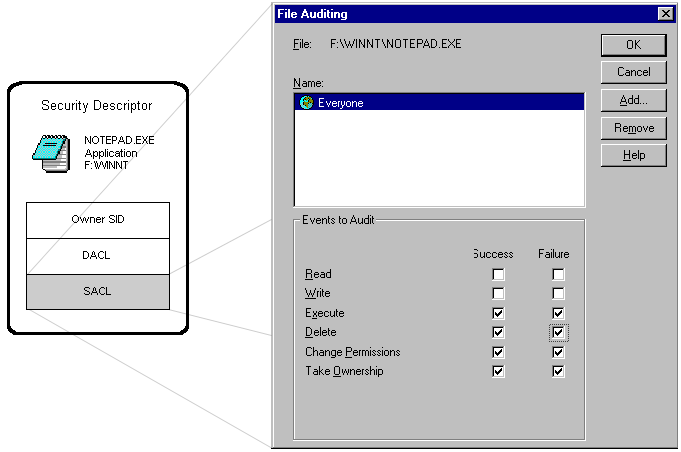 Security Descriptor
NOTEPAD.EXE
Application
F:\WINNT
Owner SID
DACL
SACL
File Auditing
File: F:\WINNT\NOTEPAD.EXE
Name:
Everyone
OK
Cancel
Add...
Remove
Help
Events to Audit
Success Failure
Read
Write
Execute
Delete
Change Permissions
Take Ownership